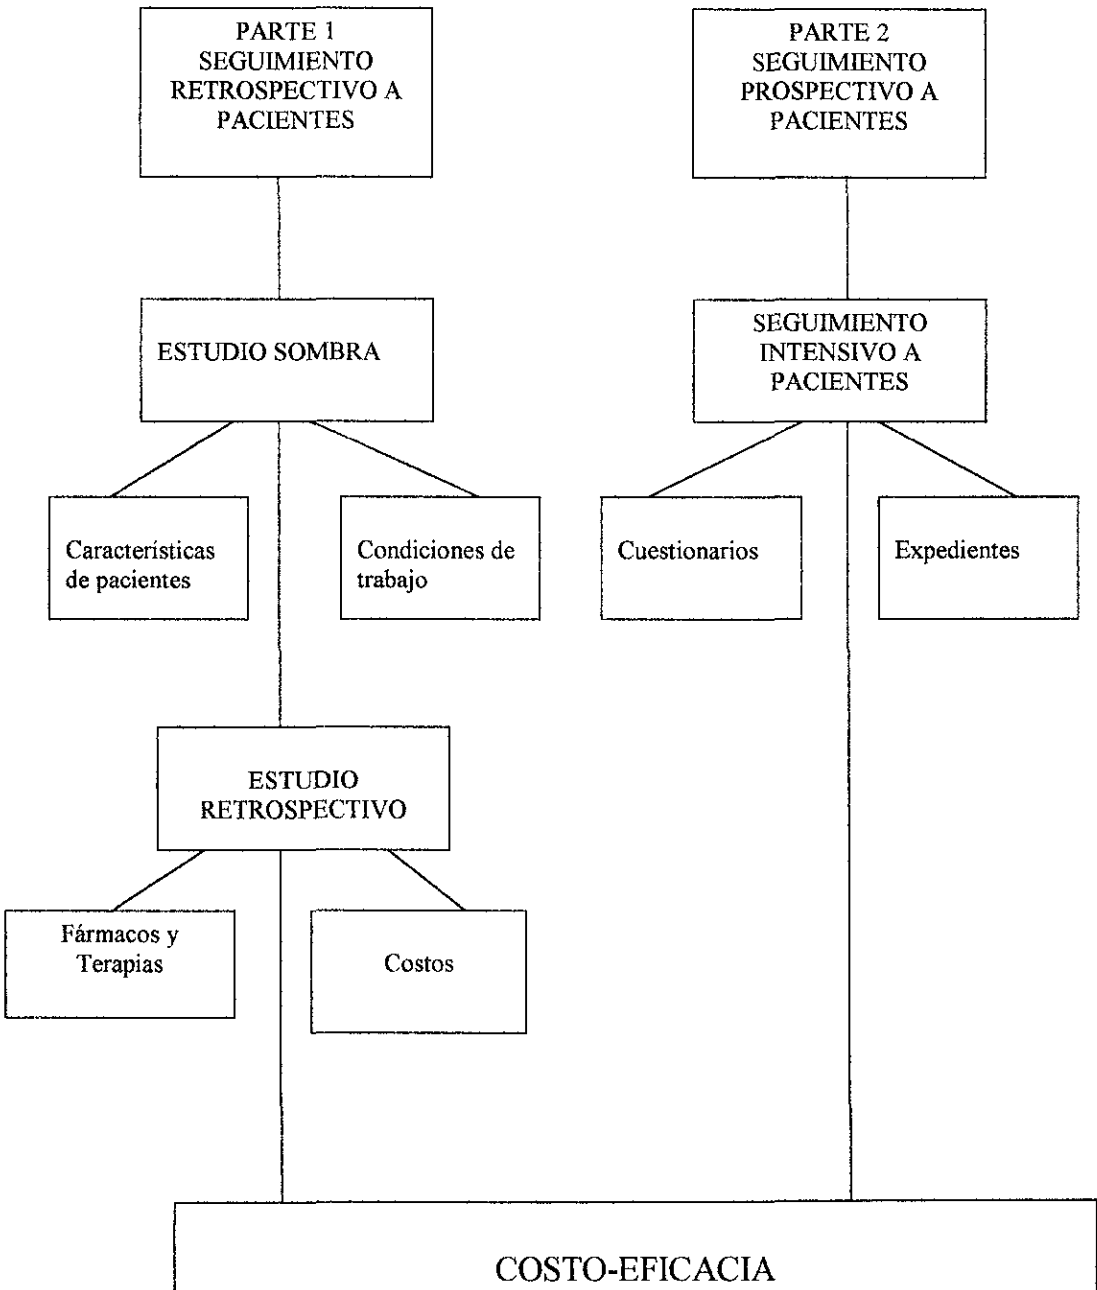 PARTE 1
SEGUIMIENTO
RETROSPECTIVO A
PACIENTES
PARTE 2
SEGUIMIENTO
PROSPECTIVO A
PACIENTES
ESTUDIO SOMBRA
SEGUIMIENTO
INTENSIVO A
PACIENTES
Características
de pacientes
Condiciones de
trabajo
Cuestionarios
Expedientes
ESTUDIO
RETROSPECTIVO
Fármacos y
Terapias
Costos
COSTO-EFICACIA